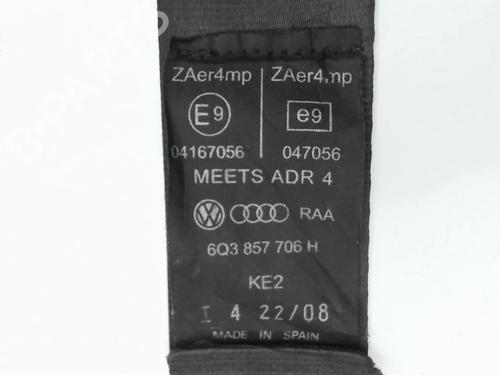 ZAer4mp ZAer4mp
E9 e9
04167056 047056
MEETS ADR 4
RAA
6Q3 857 706 H
KE2
I 4 22/08
MADE IN SPAIN